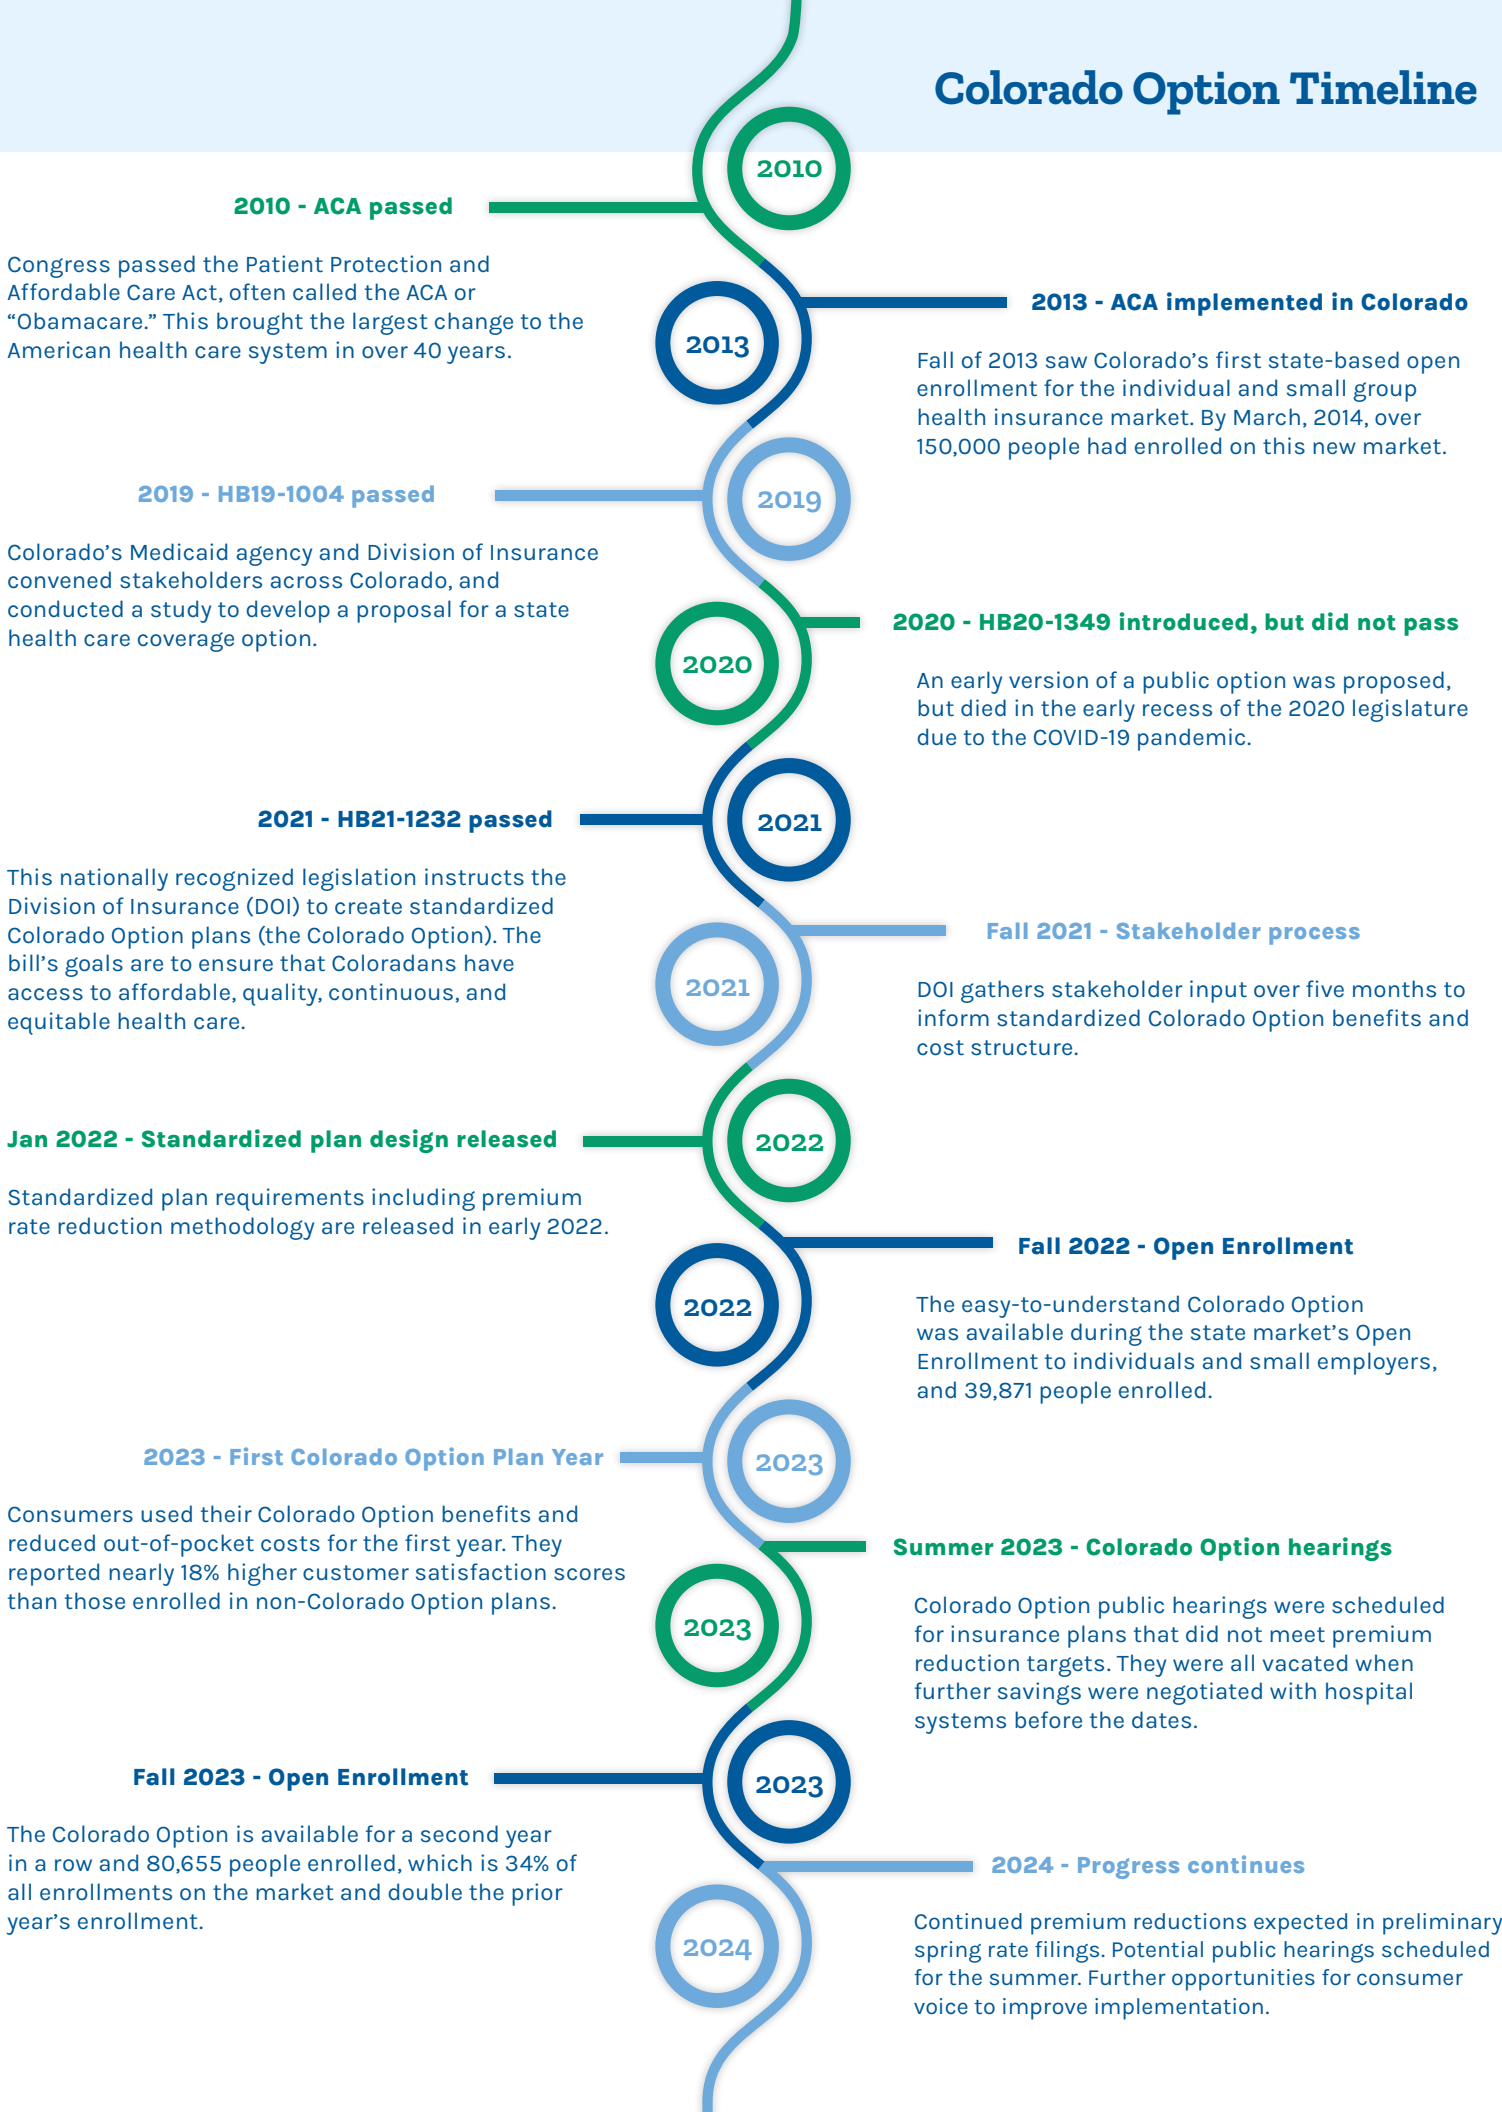 Colorado Option Timeline
2010
2010 - ACA passed
Congress passed the Patient Protection and
Affordable Care Act, often called the ACA or
“Obamacare.” This brought the largest change to the
American health care system in over 40 years.
2013
2013 - ACA implemented in Colorado
Fall of 2013 saw Colorado’s first state-based open
enrollment for the individual and small group
health insurance market. By March, 2014, over
150,000 people had enrolled on this new market.
2019
2019 - HB19-1004 passed
Colorado’s Medicaid agency and Division of Insurance
convened stakeholders across Colorado, and
conducted a study to develop a proposal for a state
health care coverage option.
2020
2020 - HB20-1349 introduced, but did not pass
An early version of a public option was proposed,
but died in the early recess of the 2020 legislature
due to the COVID-19 pandemic.
2021
2021 - HB21-1232 passed
This nationally recognized legislation instructs the
Division of Insurance (DOI) to create standardized
Colorado Option plans (the Colorado Option). The
bill’s goals are to ensure that Coloradans have
access to affordable, quality, continuous, and
equitable health care.
2021
Fall 2021 - Stakeholder process
DOI gathers stakeholder input over five months to
inform standardized Colorado Option benefits and
cost structure.
2022
Jan 2022 - Standardized plan design released
Standardized plan requirements including premium
rate reduction methodology are released in early 2022.
2022
Fall 2022 - Open Enrollment
The easy-to-understand Colorado Option
was available during the state market’s Open
Enrollment to individuals and small employers,
and 39,871 people enrolled.
2023
2023 - First Colorado Option Plan Year
Consumers used their Colorado Option benefits and
reduced out-of-pocket costs for the first year. They
reported nearly 18% higher customer satisfaction scores
than those enrolled in non-Colorado Option plans.
2023
Summer 2023 - Colorado Option hearings
Colorado Option public hearings were scheduled
for insurance plans that did not meet premium
reduction targets. They were all vacated when
further savings were negotiated with hospital
systems before the dates.
2023
Fall 2023 - Open Enrollment
The Colorado Option is available for a second year
in a row and 80,655 people enrolled, which is 34% of
all enrollments on the market and double the prior
year’s enrollment.
2024
2024 - Progress continues
Continued premium reductions expected in preliminary
spring rate filings. Potential public hearings scheduled
for the summer. Further opportunities for consumer
voice to improve implementation.